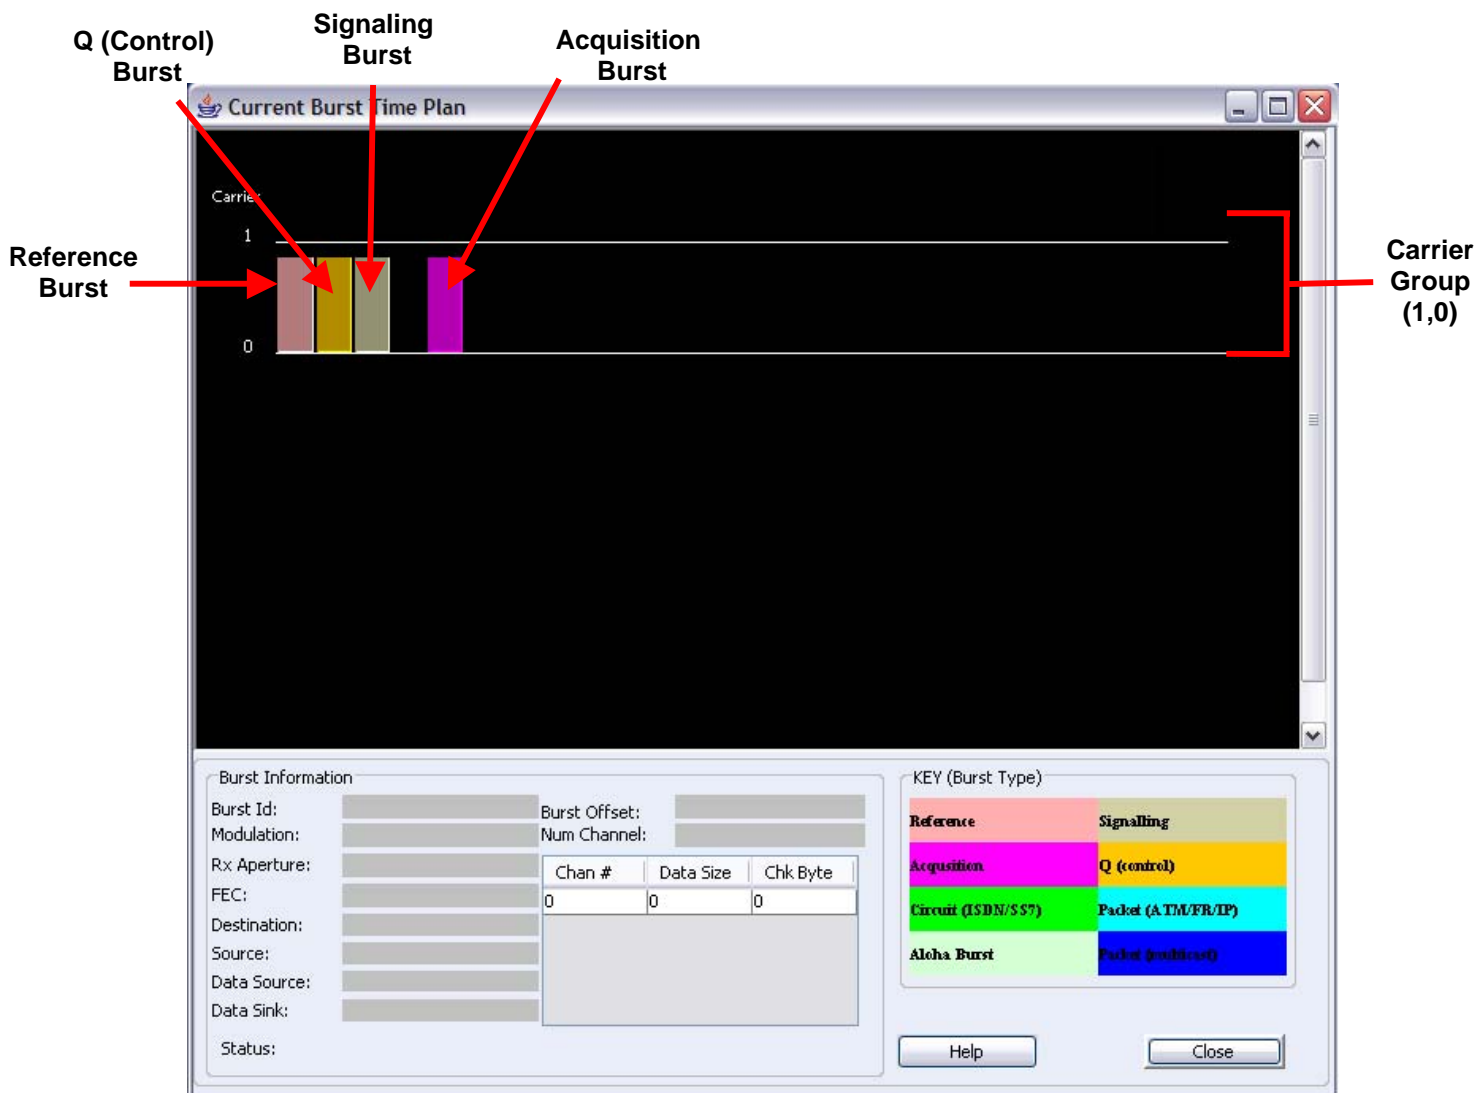 Q (Control)
Burst
Signaling
Burst
Acquisition
Burst
Current Burst Time Plan
Carrier
1
0
Reference
Burst
Carrier
Group
(1,0)
Burst Information
Burst Id:
Modulation:
Rx Aperture:
FEC:
Destination:
Source:
Data Source:
Data Sink:
Status:
Burst Offset:
Num Channel:
Chan # Data Size Chk Byte
0 0 0
KEY (Burst Type)
Reference Signalling
Acqusition Q (control)
Circuit (ISDN/SS7) Packet (ATM/FR/IP)
Aloha Burst Packet (multicast)
Help Close